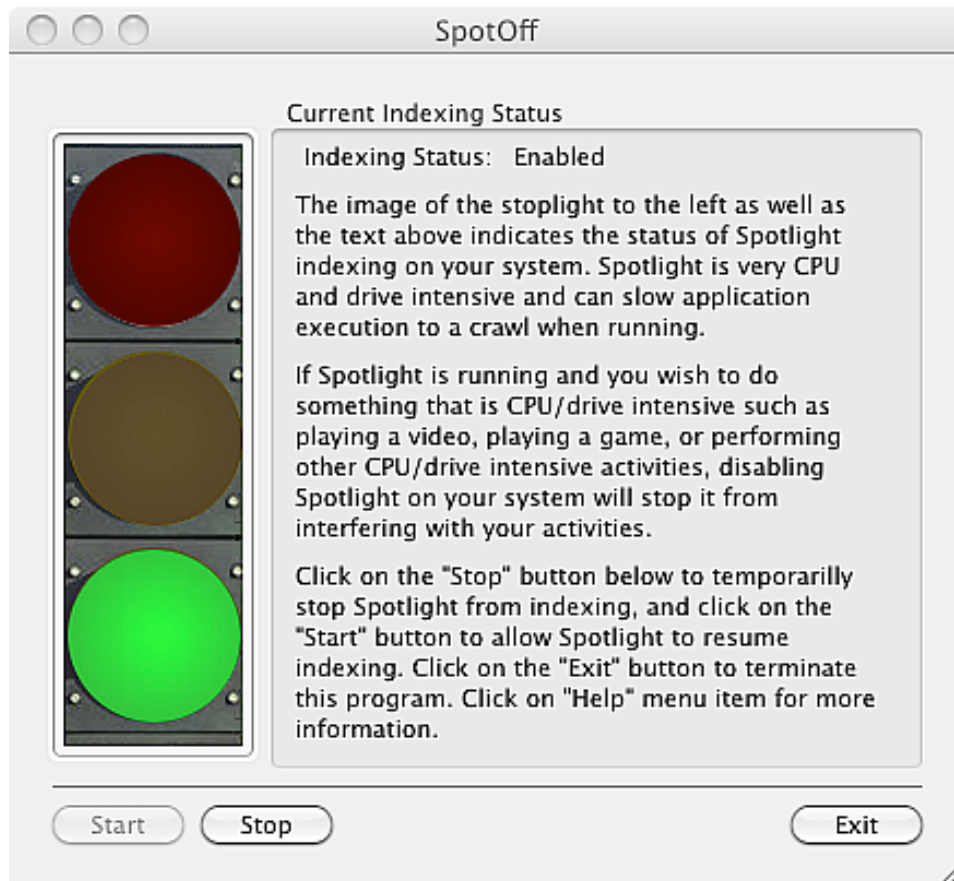 SpotOff
Current Indexing Status
Indexing Status: Enabled
The image of the stoplight to the left as well as
the text above indicates the status of Spotlight
indexing on your system. Spotlight is very CPU
and drive intensive and can slow application
execution to a crawl when running.
If Spotlight is running and you wish to do
something that is CPU/drive intensive such as
playing a video, playing a game, or performing
other CPU/drive intensive activities, disabling
Spotlight on your system will stop it from
interfering with your activities.
Click on the "Stop" button below to temporarilly
stop Spotlight from indexing, and click on the
"Start" button to allow Spotlight to resume
indexing. Click on the "Exit" button to terminate
this program. Click on "Help" menu item for more
information.
Start Stop Exit